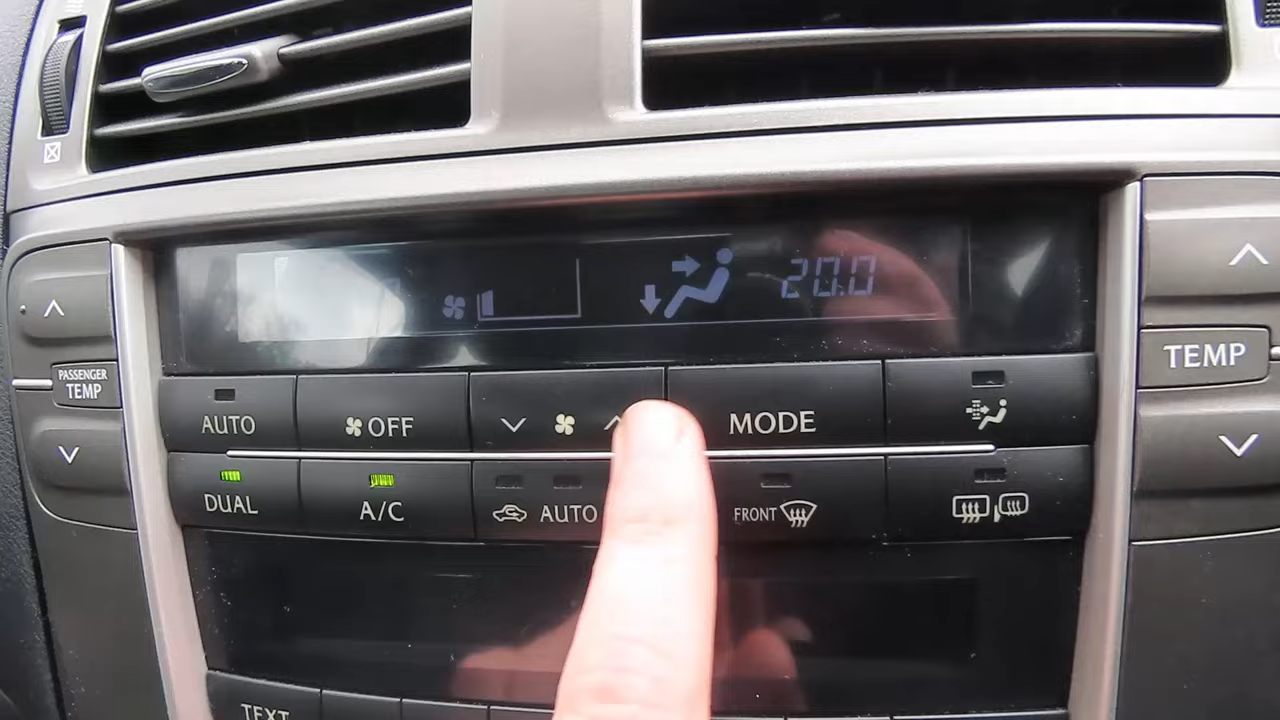 20.0
PASSENGER
TEMP
TEMP
AUTO
OFF
MODE
DUAL
A/C
AUTO
FRONT
TEXT